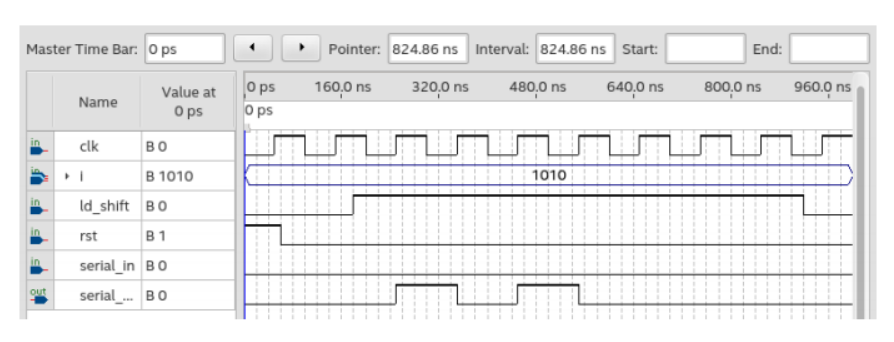 Master Time Bar: 0 ps Pointer: 824.86 ns Interval: 824.86 ns Start: End:
Name Value at 0 ps 0 ps 160.0 ns 320.0 ns 480.0 ns 640.0 ns 800.0 ns 960.0 ns
0 ps
in clk B 0
in i B 1010 1010
in ld_shift B 0
in rst B 1
in serial_in B 0
out serial_... B 0